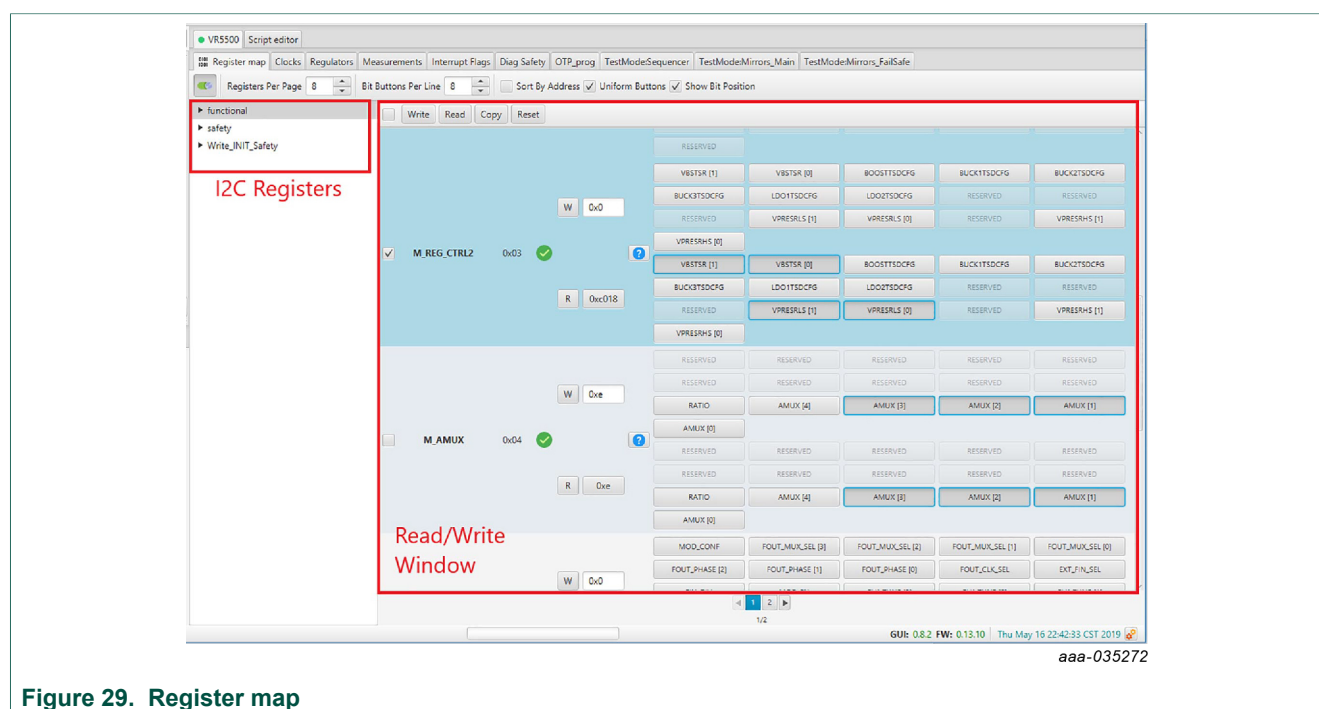 VR5500 Script editor
Register map Clocks Regulators Measurements Interrupt Flags Diag Safety OTP_prog TestMode:Sequencer TestMode:Mirrors_Main TestMode:Mirrors_FailSafe
Registers Per Page 8 Bit Buttons Per Line 8 Sort By Address Uniform Buttons Show Bit Position
functional
safety
Write_INIT_Safety
I2C Registers
Write Read Copy Reset
RESERVED
VBSTSR [1] VBSTSR [0] BOOSTTSDCFG BUCK1TSDCFG BUCK2TSDCFG
BUCK3TSDCFG LDO1TSDCFG LDO2TSDCFG RESERVED RESERVED
W 0x0
RESERVED VPRESRLS [1] VPRESRLS [0] RESERVED VPRESRHS [1]
VPRESRHS [0]
M_REG_CTRL2 0x03
VBSTSR [1] VBSTSR [0] BOOSTTSDCFG BUCK1TSDCFG BUCK2TSDCFG
BUCK3TSDCFG LDO1TSDCFG LDO2TSDCFG RESERVED RESERVED
R 0xc018
RESERVED VPRESRLS [1] VPRESRLS [0] RESERVED VPRESRHS [1]
VPRESRHS [0]
RESERVED RESERVED RESERVED RESERVED RESERVED
RESERVED RESERVED RESERVED RESERVED RESERVED
W 0xe
RATIO AMUX [4] AMUX [3] AMUX [2] AMUX [1]
AMUX [0]
M_AMUX 0x04
RESERVED RESERVED RESERVED RESERVED RESERVED
RESERVED RESERVED RESERVED RESERVED RESERVED
R 0xe
RATIO AMUX [4] AMUX [3] AMUX [2] AMUX [1]
AMUX [0]
Read/Write
Window
MOD_CONF FOUT_MUX_SEL [3] FOUT_MUX_SEL [2] FOUT_MUX_SEL [1] FOUT_MUX_SEL [0]
FOUT_PHASE [2] FOUT_PHASE [1] FOUT_PHASE [0] FOUT_CLK_SEL EXT_FIN_SEL
W 0x0
1 2
1/2
GUI: 0.8.2 FW: 0.13.10 Thu May 16 22:42:33 CST 2019
aaa-035272
Figure 29. Register map